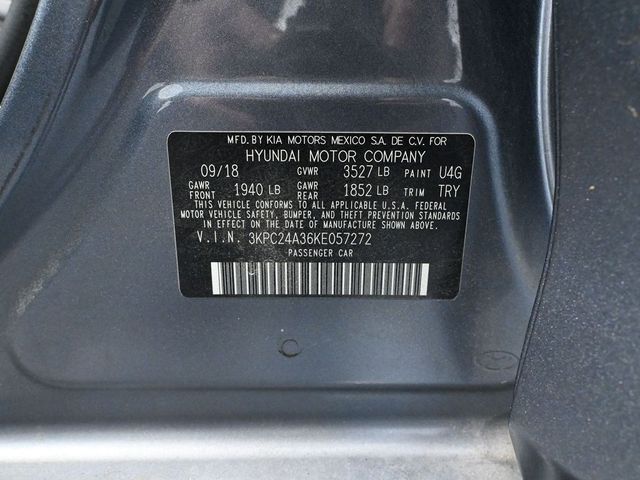 MFD. BY KIA MOTORS MEXICO S.A. DE C.V. FOR
HYUNDAI MOTOR COMPANY
09/18 GVWR 3527 LB PAINT U4G
GAWR FRONT 1940 LB GAWR REAR 1852 LB TRIM TRY
THIS VEHICLE CONFORMS TO ALL APPLICABLE U.S.A. FEDERAL
MOTOR VEHICLE SAFETY, BUMPER, AND THEFT PREVENTION STANDARDS
IN EFFECT ON THE DATE OF MANUFACTURE SHOWN ABOVE.
V.I.N. 3KPC24A36KE057272
PASSENGER CAR